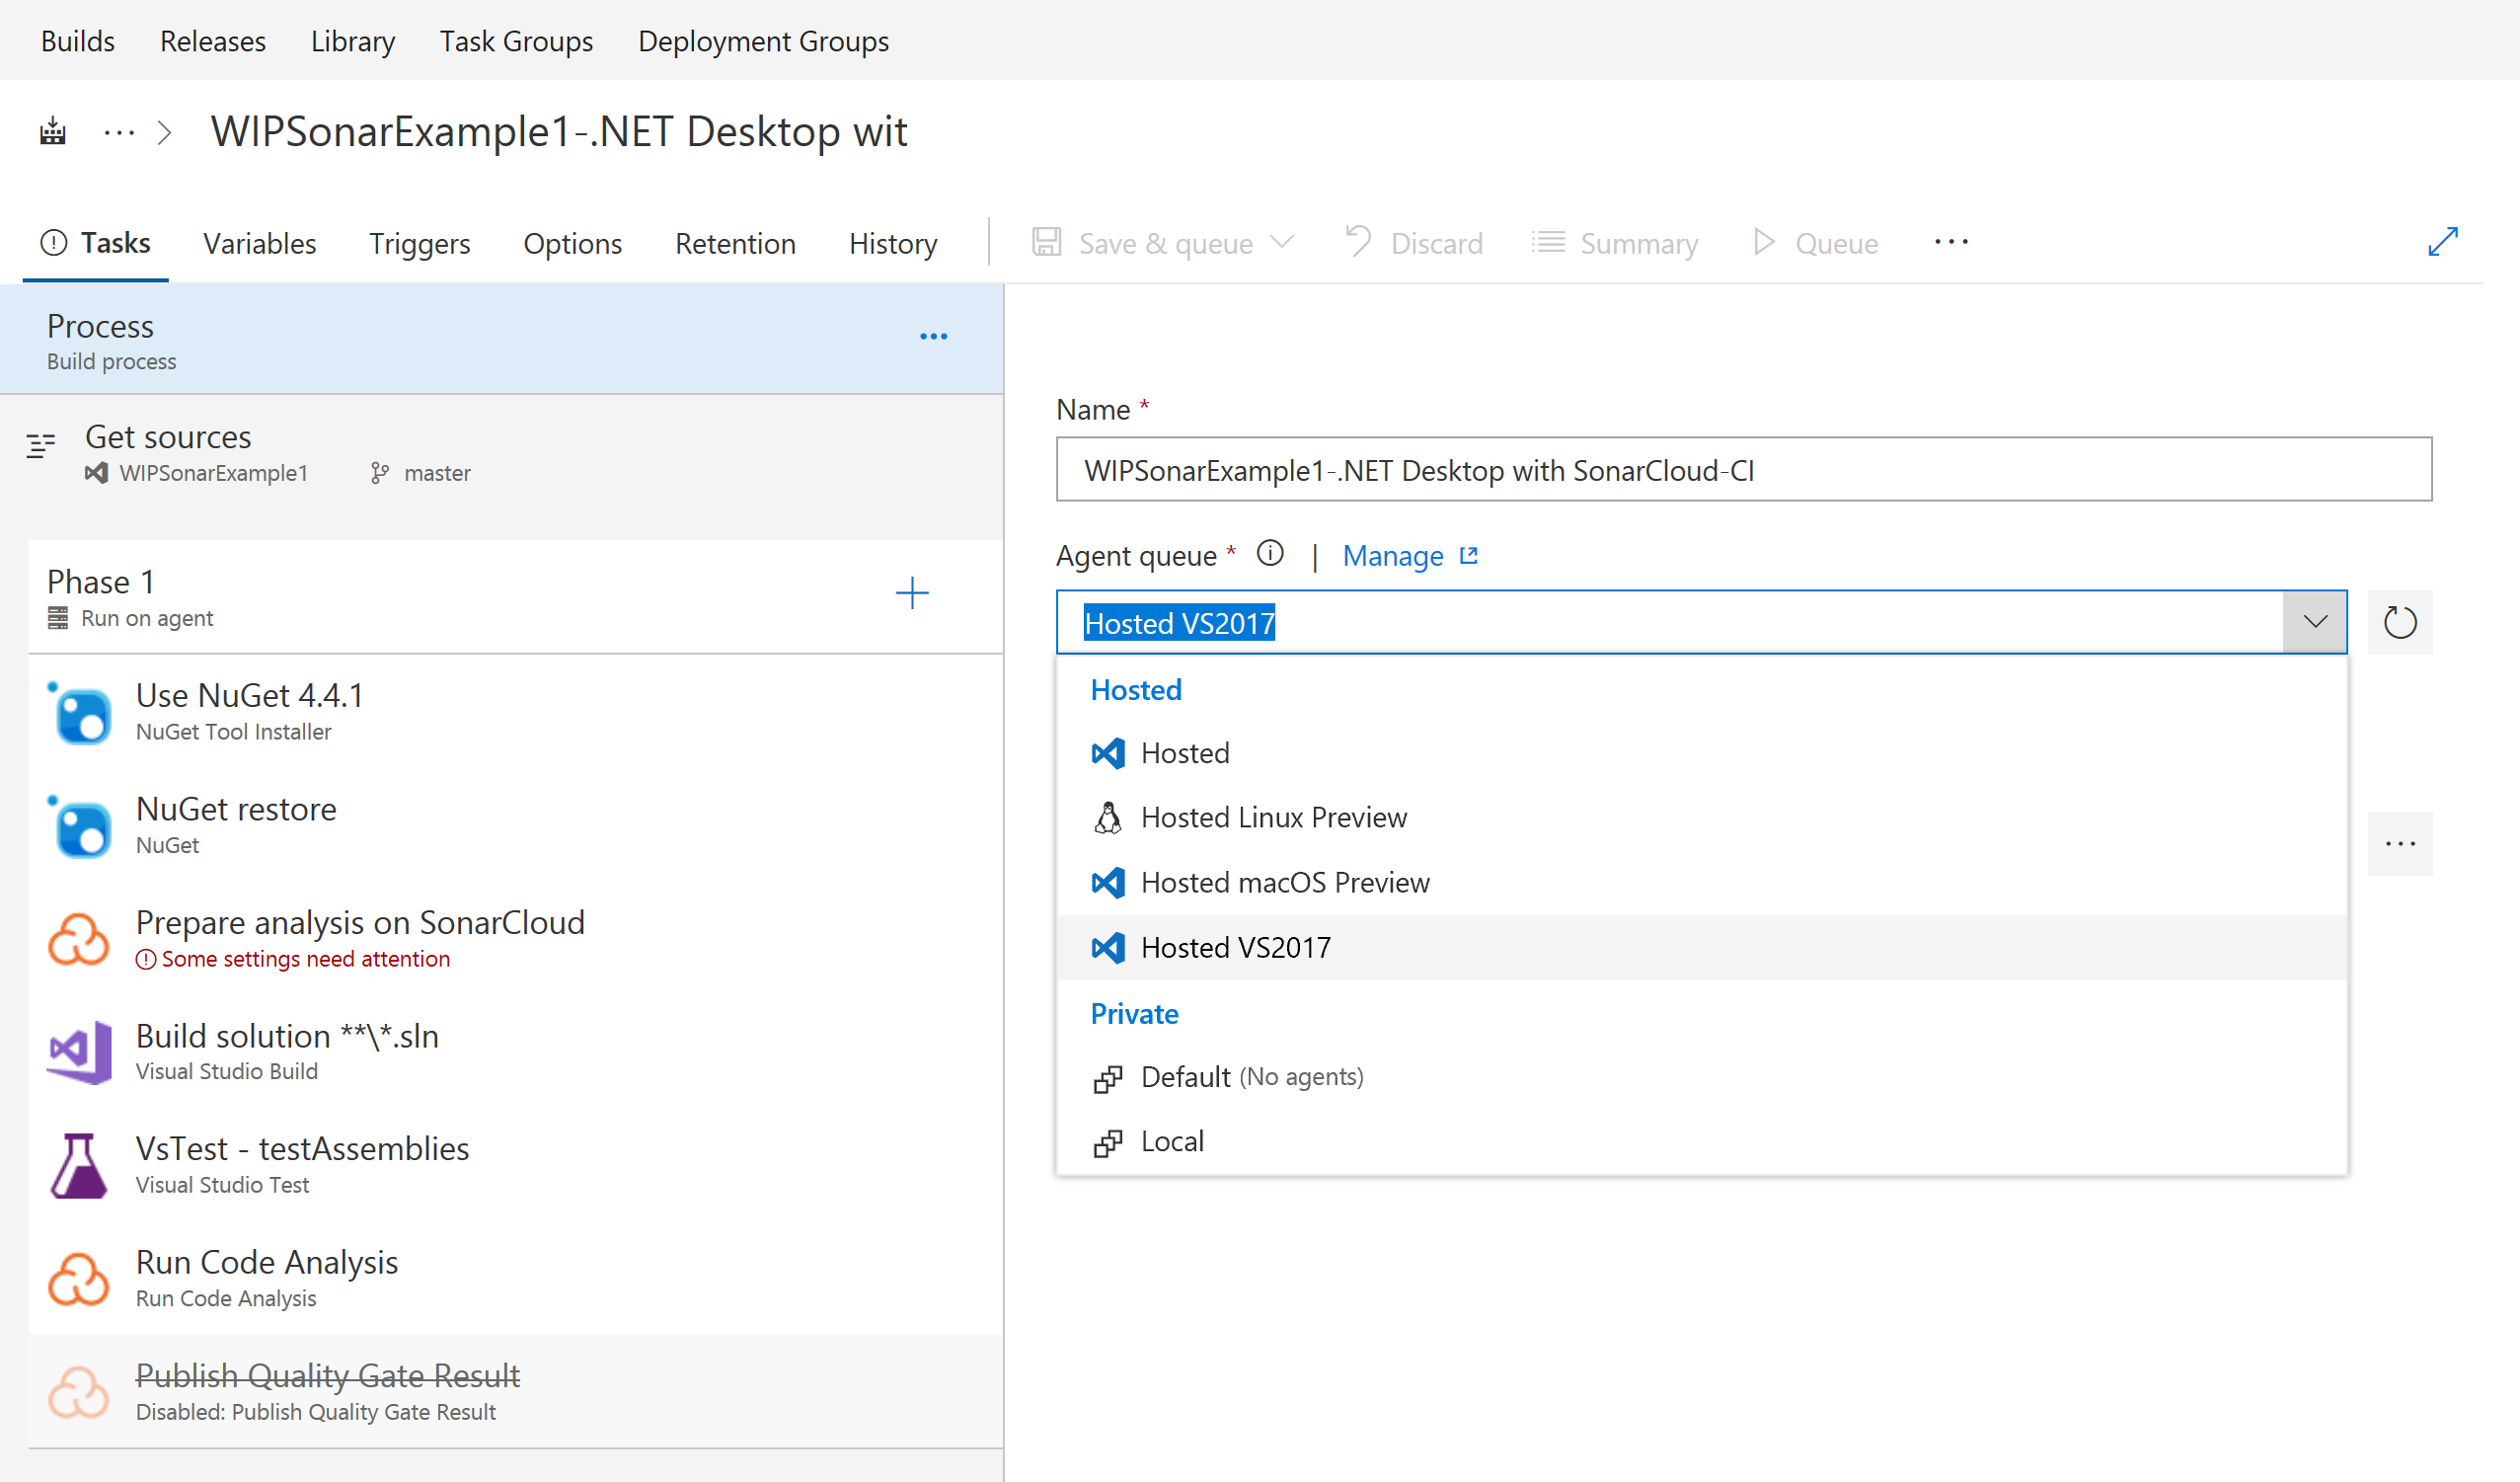 Builds Releases Library Task Groups Deployment Groups
··· WIPSonarExample1-.NET Desktop wit
Tasks Variables Triggers Options Retention History Save & queue Discard Summary Queue ···
Process ···
Build process
Get sources
WIPSonarExample1 master
Phase 1
Run on agent
Use NuGet 4.4.1
NuGet Tool Installer
NuGet restore
NuGet
Prepare analysis on SonarCloud
Some settings need attention
Build solution **\*.sln
Visual Studio Build
VsTest - testAssemblies
Visual Studio Test
Run Code Analysis
Run Code Analysis
Publish Quality Gate Result
Disabled: Publish Quality Gate Result
Name *
WIPSonarExample1-.NET Desktop with SonarCloud-CI
Agent queue * | Manage
Hosted VS2017
Hosted
Hosted
Hosted Linux Preview
Hosted macOS Preview
Hosted VS2017
Private
Default (No agents)
Local
···